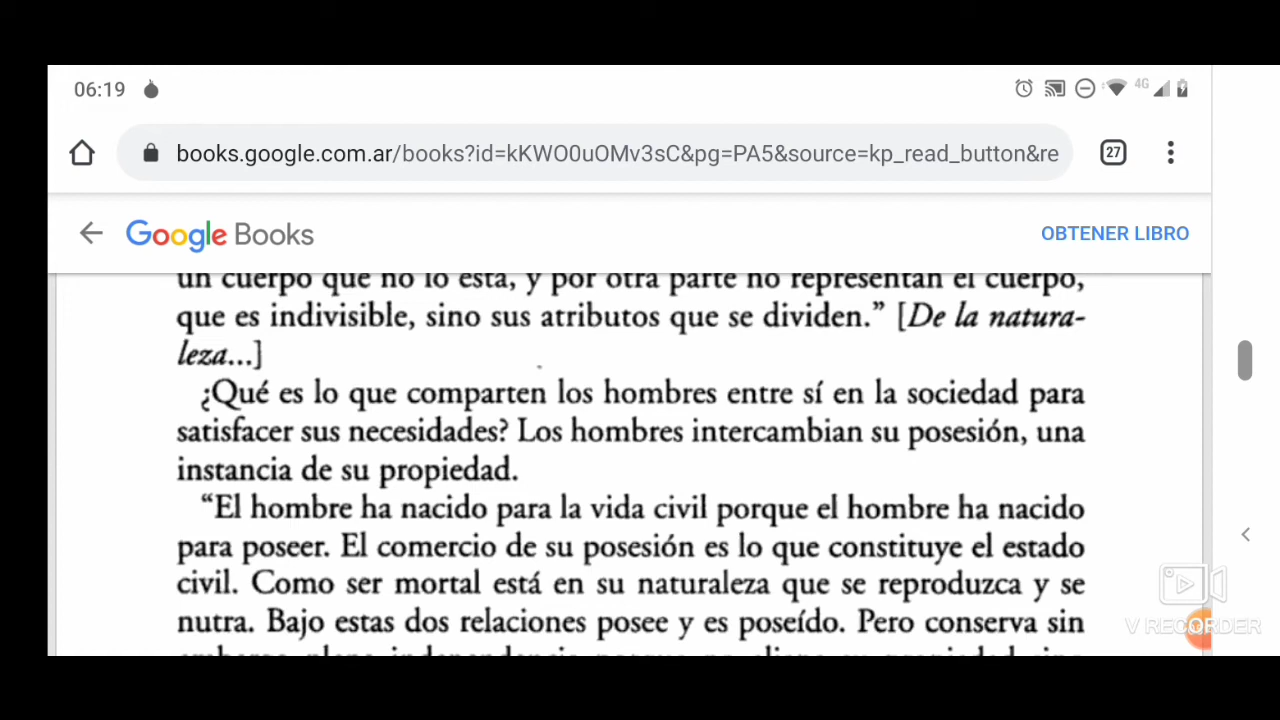 06:19
4G
books.google.com.ar/books?id=kKWO0uOMv3sC&pg=PA5&source=kp_read_button&re
27
Google Books
OBTENER LIBRO
un cuerpo que no lo está, y por otra parte no representan el cuerpo,
que es indivisible, sino sus atributos que se dividen.” [De la natura-
leza...]
¿Qué es lo que comparten los hombres entre sí en la sociedad para
satisfacer sus necesidades? Los hombres intercambian su posesión, una
instancia de su propiedad.
“El hombre ha nacido para la vida civil porque el hombre ha nacido
para poseer. El comercio de su posesión es lo que constituye el estado
civil. Como ser mortal está en su naturaleza que se reproduzca y se
nutra. Bajo estas dos relaciones posee y es poseído. Pero conserva sin
V RECORDER